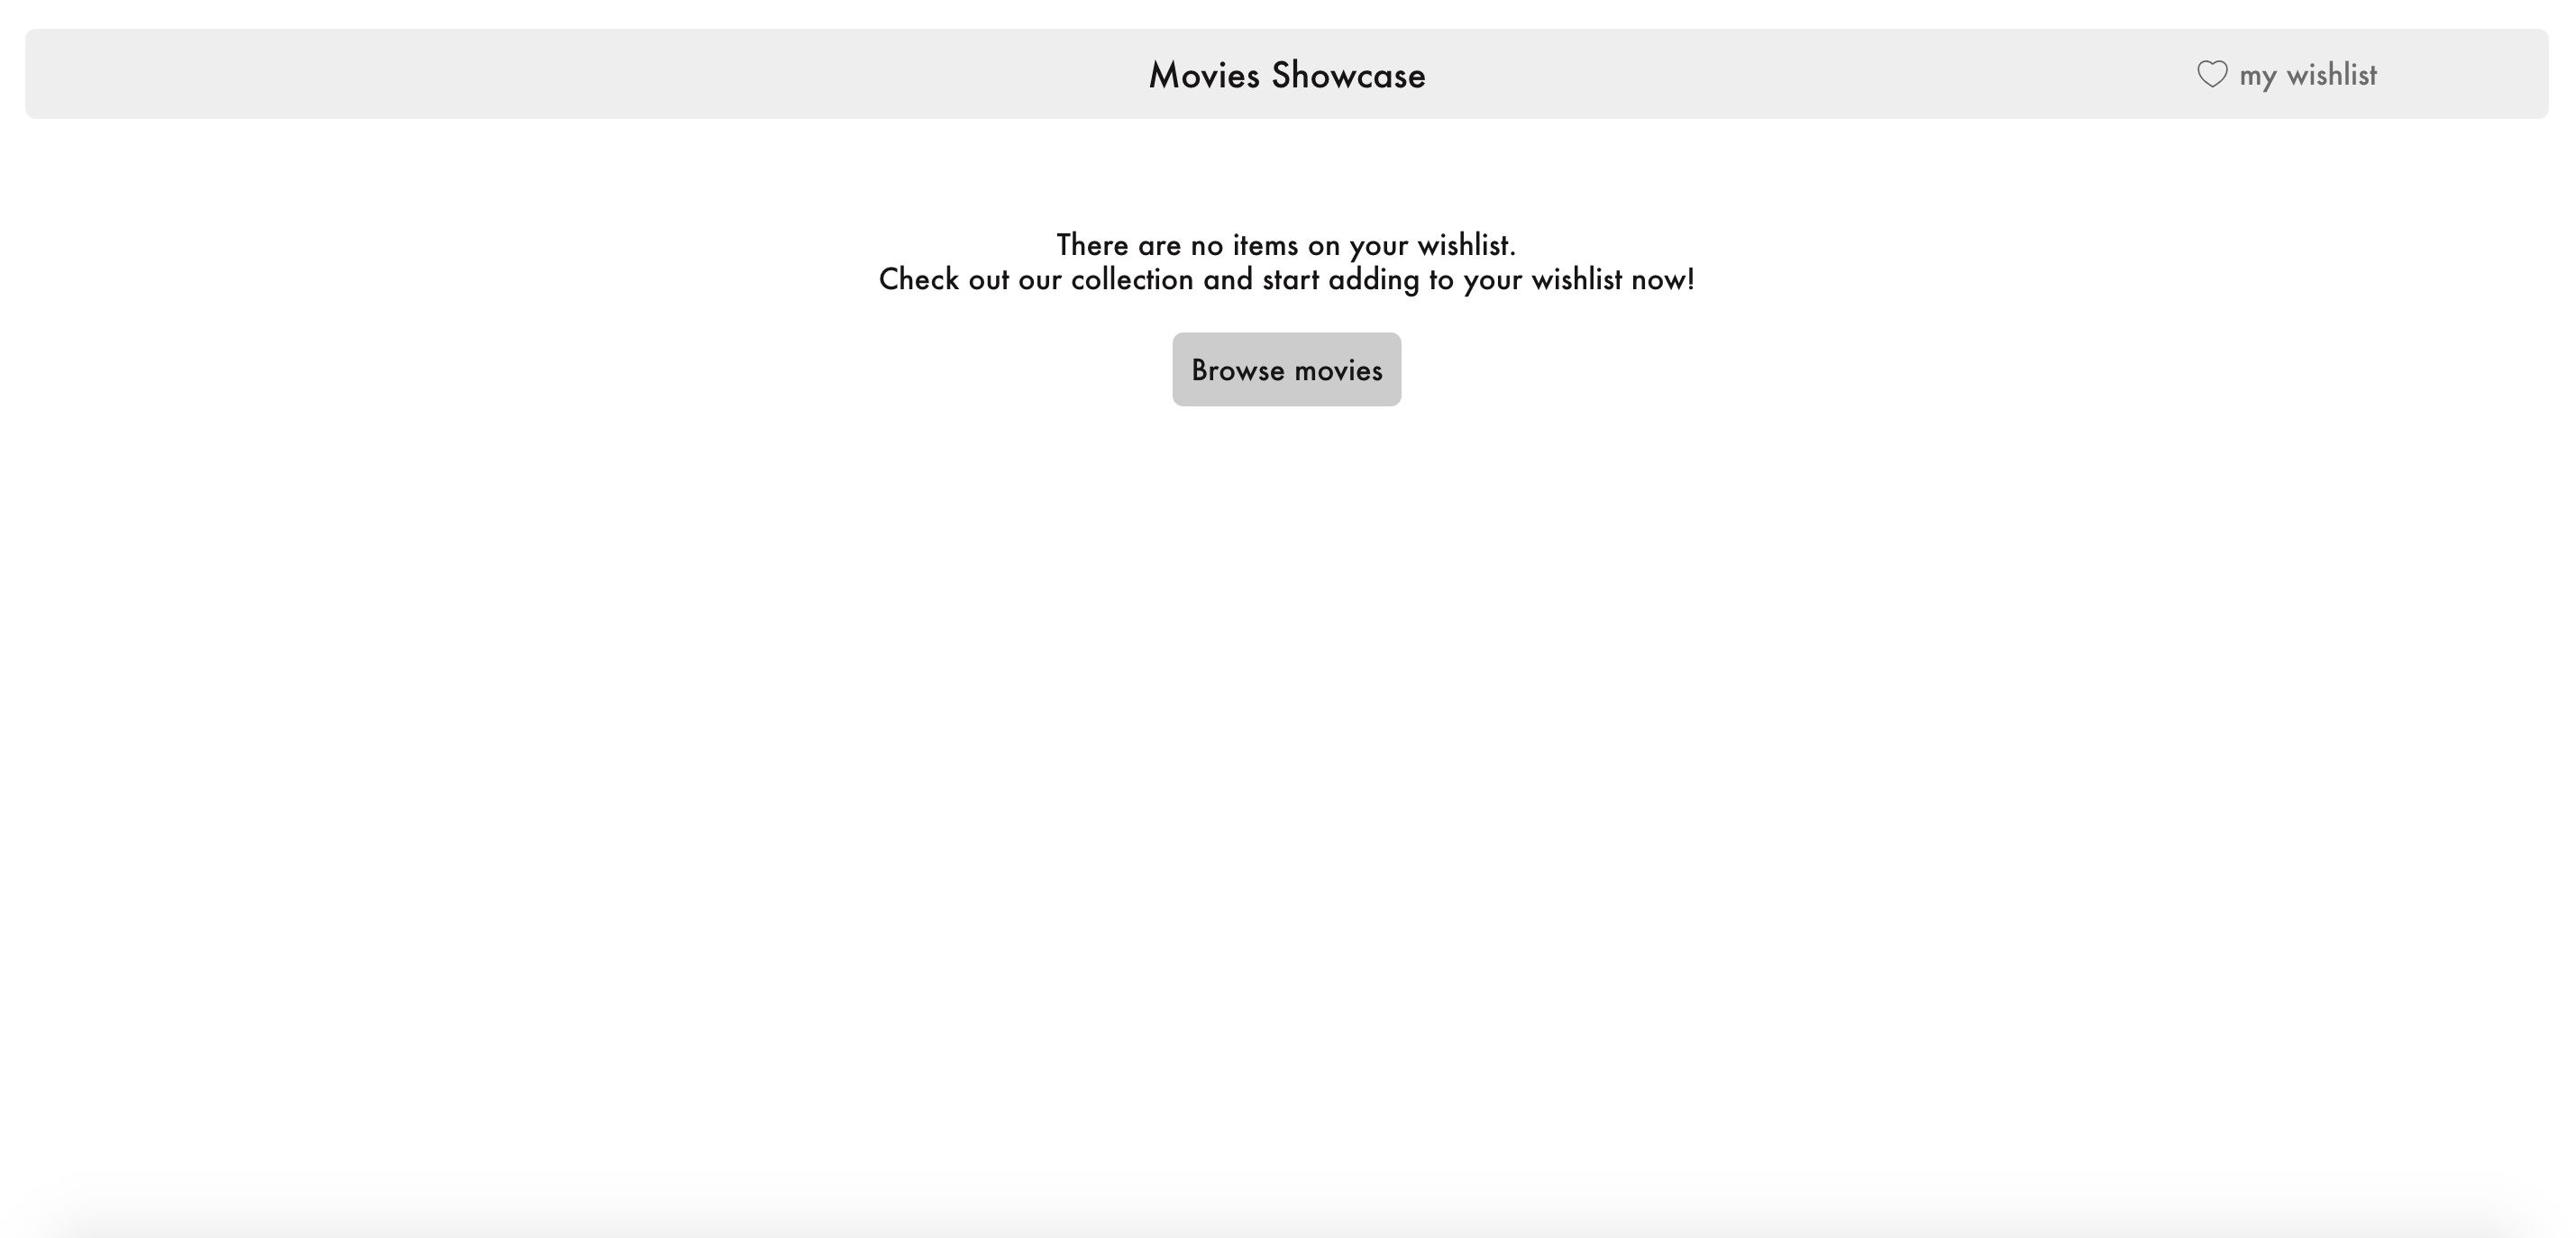 Movies Showcase
my wishlist
There are no items on your wishlist.
Check out our collection and start adding to your wishlist now!
Browse movies